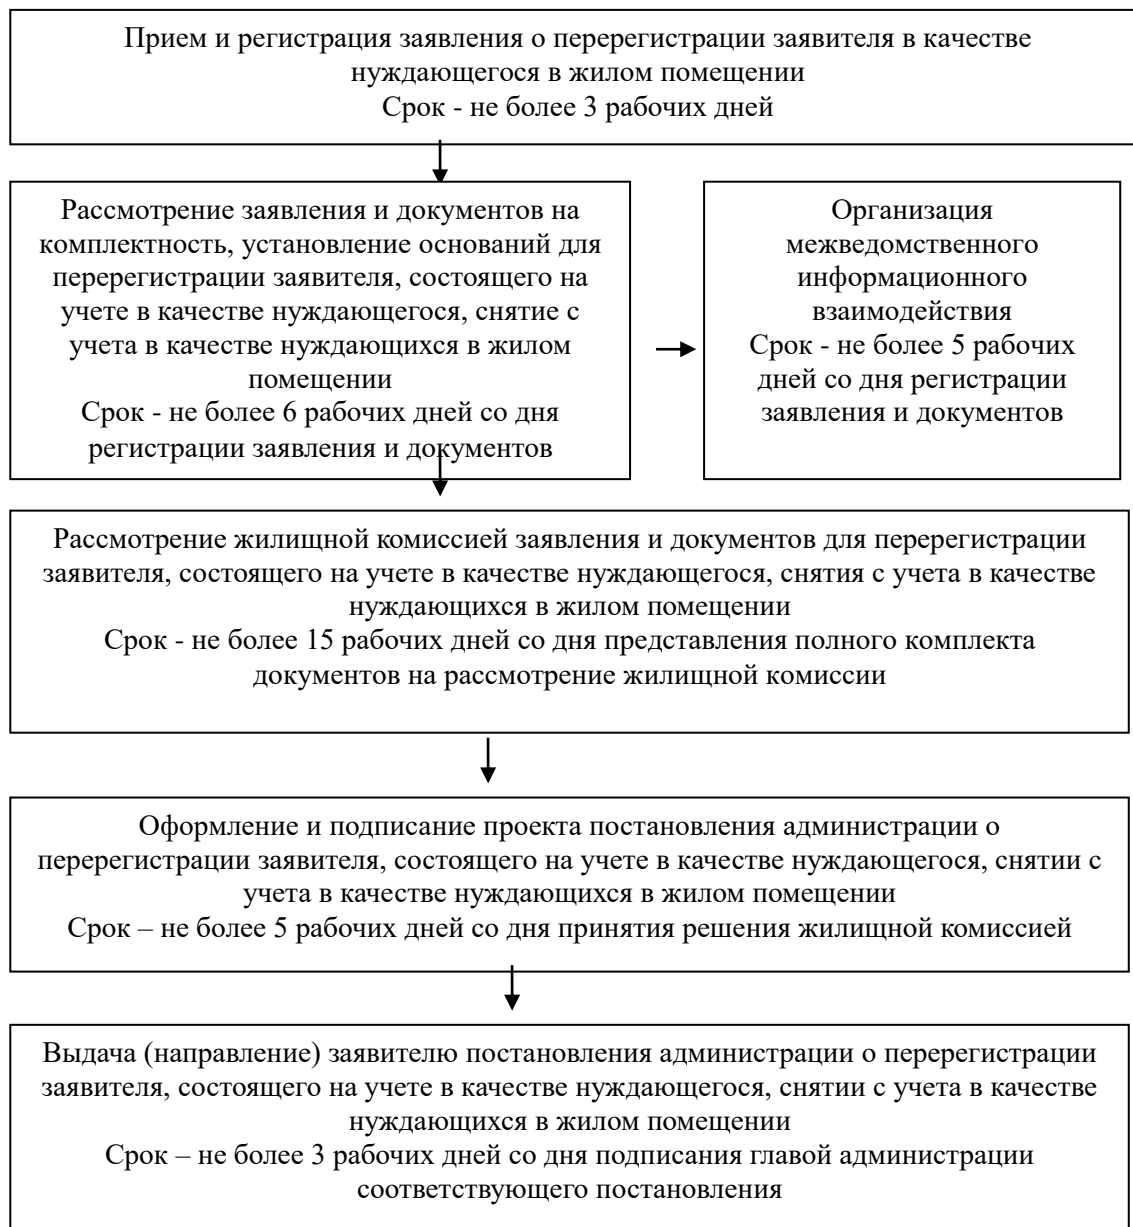 Прием и регистрация заявления о перерегистрации заявителя в качестве
нуждающегося в жилом помещении
Срок - не более 3 рабочих дней
Рассмотрение заявления и документов на
комплектность, установление оснований для
перерегистрации заявителя, состоящего на
учете в качестве нуждающегося, снятие с
учета в качестве нуждающихся в жилом
помещении
Срок - не более 6 рабочих дней со дня
регистрации заявления и документов
Организация
межведомственного
информационного
взаимодействия
Срок - не более 5 рабочих
дней со дня регистрации
заявления и документов
Рассмотрение жилищной комиссией заявления и документов для перерегистрации
заявителя, состоящего на учете в качестве нуждающегося, снятия с учета в качестве
нуждающихся в жилом помещении
Срок - не более 15 рабочих дней со дня представления полного комплекта
документов на рассмотрение жилищной комиссии
Оформление и подписание проекта постановления администрации о
перерегистрации заявителя, состоящего на учете в качестве нуждающегося, снятии с
учета в качестве нуждающихся в жилом помещении
Срок – не более 5 рабочих дней со дня принятия решения жилищной комиссией
Выдача (направление) заявителю постановления администрации о перерегистрации
заявителя, состоящего на учете в качестве нуждающегося, снятии с учета в качестве
нуждающихся в жилом помещении
Срок – не более 3 рабочих дней со дня подписания главой администрации
соответствующего постановления